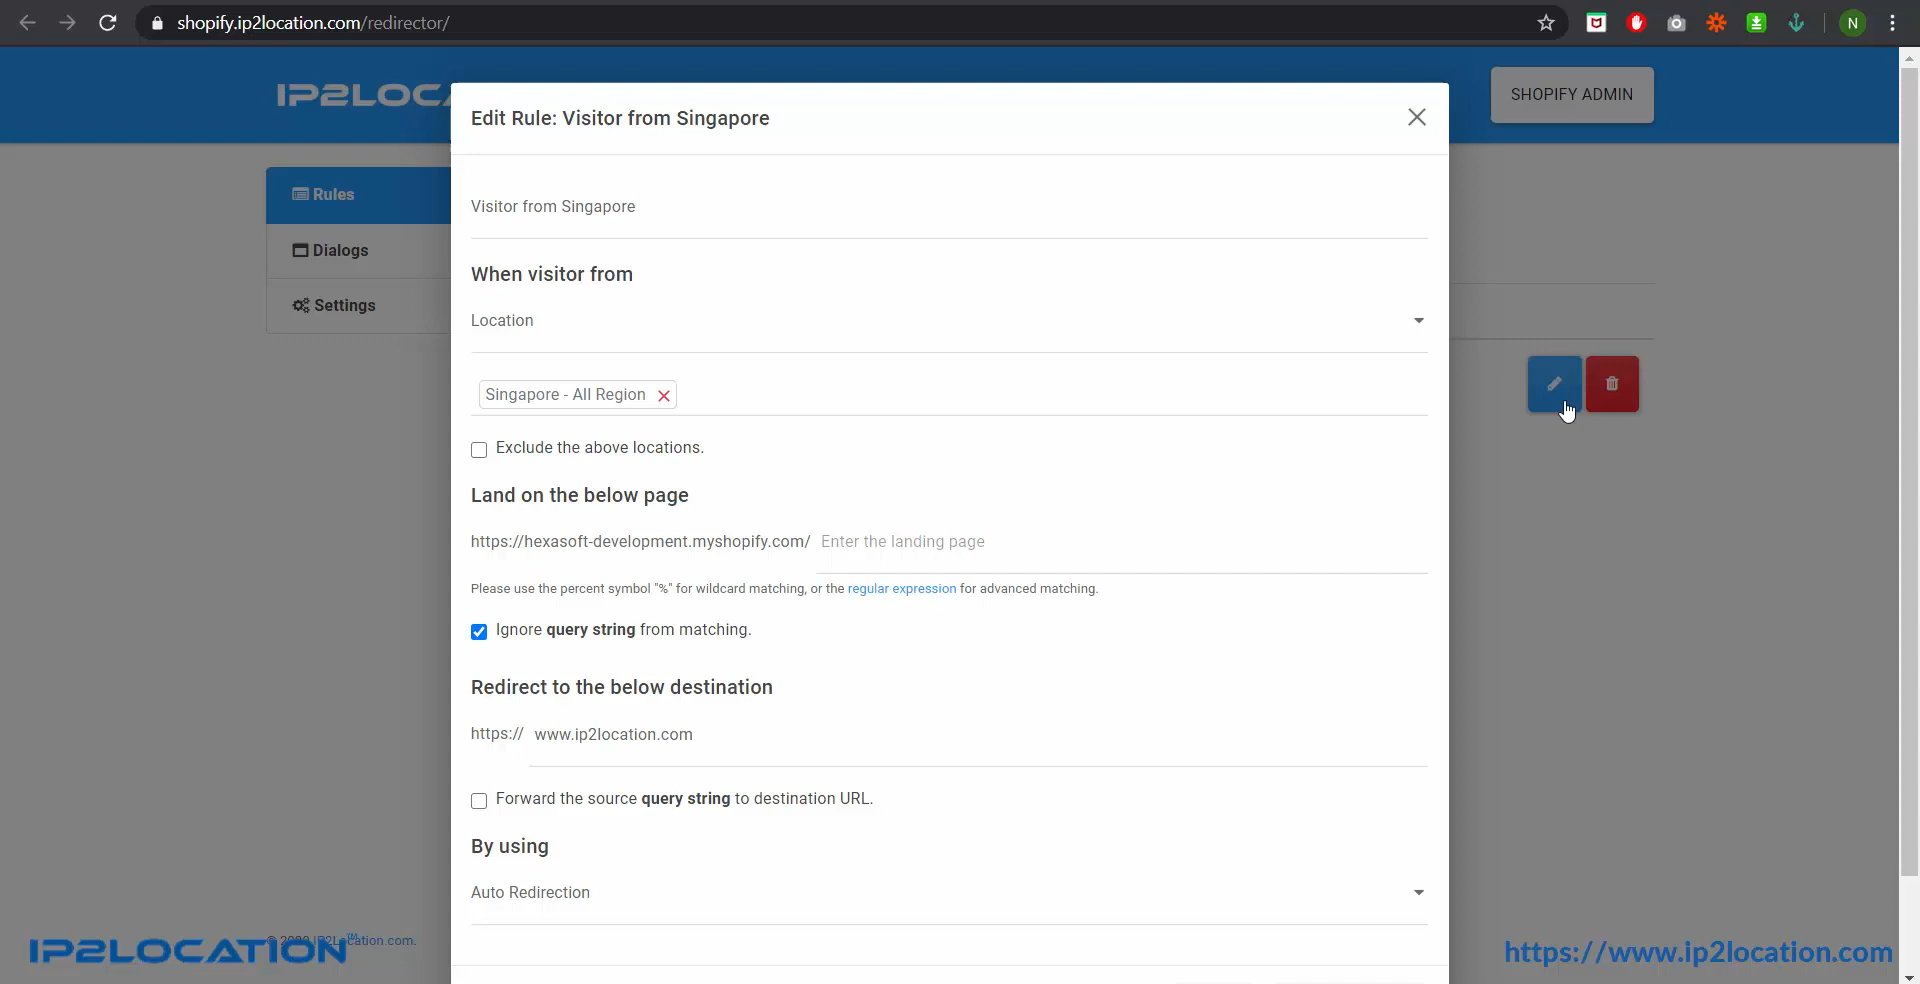 shopify.ip2location.com/redirector/
N
IP2LOCA
SHOPIFY ADMIN
Edit Rule: Visitor from Singapore
Rules
Dialogs
Settings
Visitor from Singapore
When visitor from
Location
Singapore - All Region
Exclude the above locations.
Land on the below page
https://hexasoft-development.myshopify.com/ Enter the landing page
Please use the percent symbol "%" for wildcard matching, or the regular expression for advanced matching.
Ignore query string from matching.
Redirect to the below destination
https:// www.ip2location.com
Forward the source query string to destination URL.
By using
Auto Redirection
IP2LOCATION™
IP2Location.com.
https://www.ip2location.com